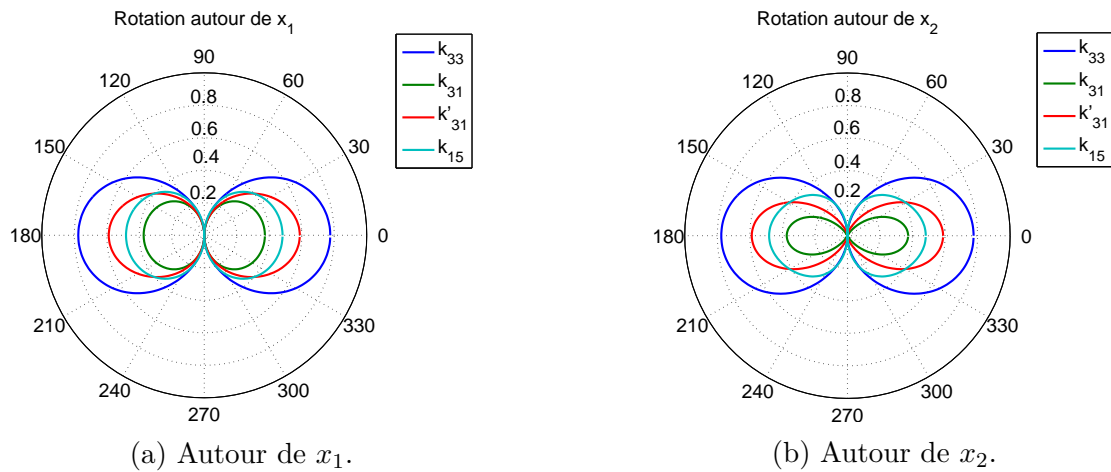 Rotation autour de x1
90
120
60
0.8
0.6
150
30
0.4
0.2
180
0
210
330
240
300
270
k33
k31
k'31
k15
(a) Autour de x1.
Rotation autour de x2
90
120
60
0.8
0.6
150
30
0.4
0.2
180
0
210
330
240
300
270
k33
k31
k'31
k15
(b) Autour de x2.